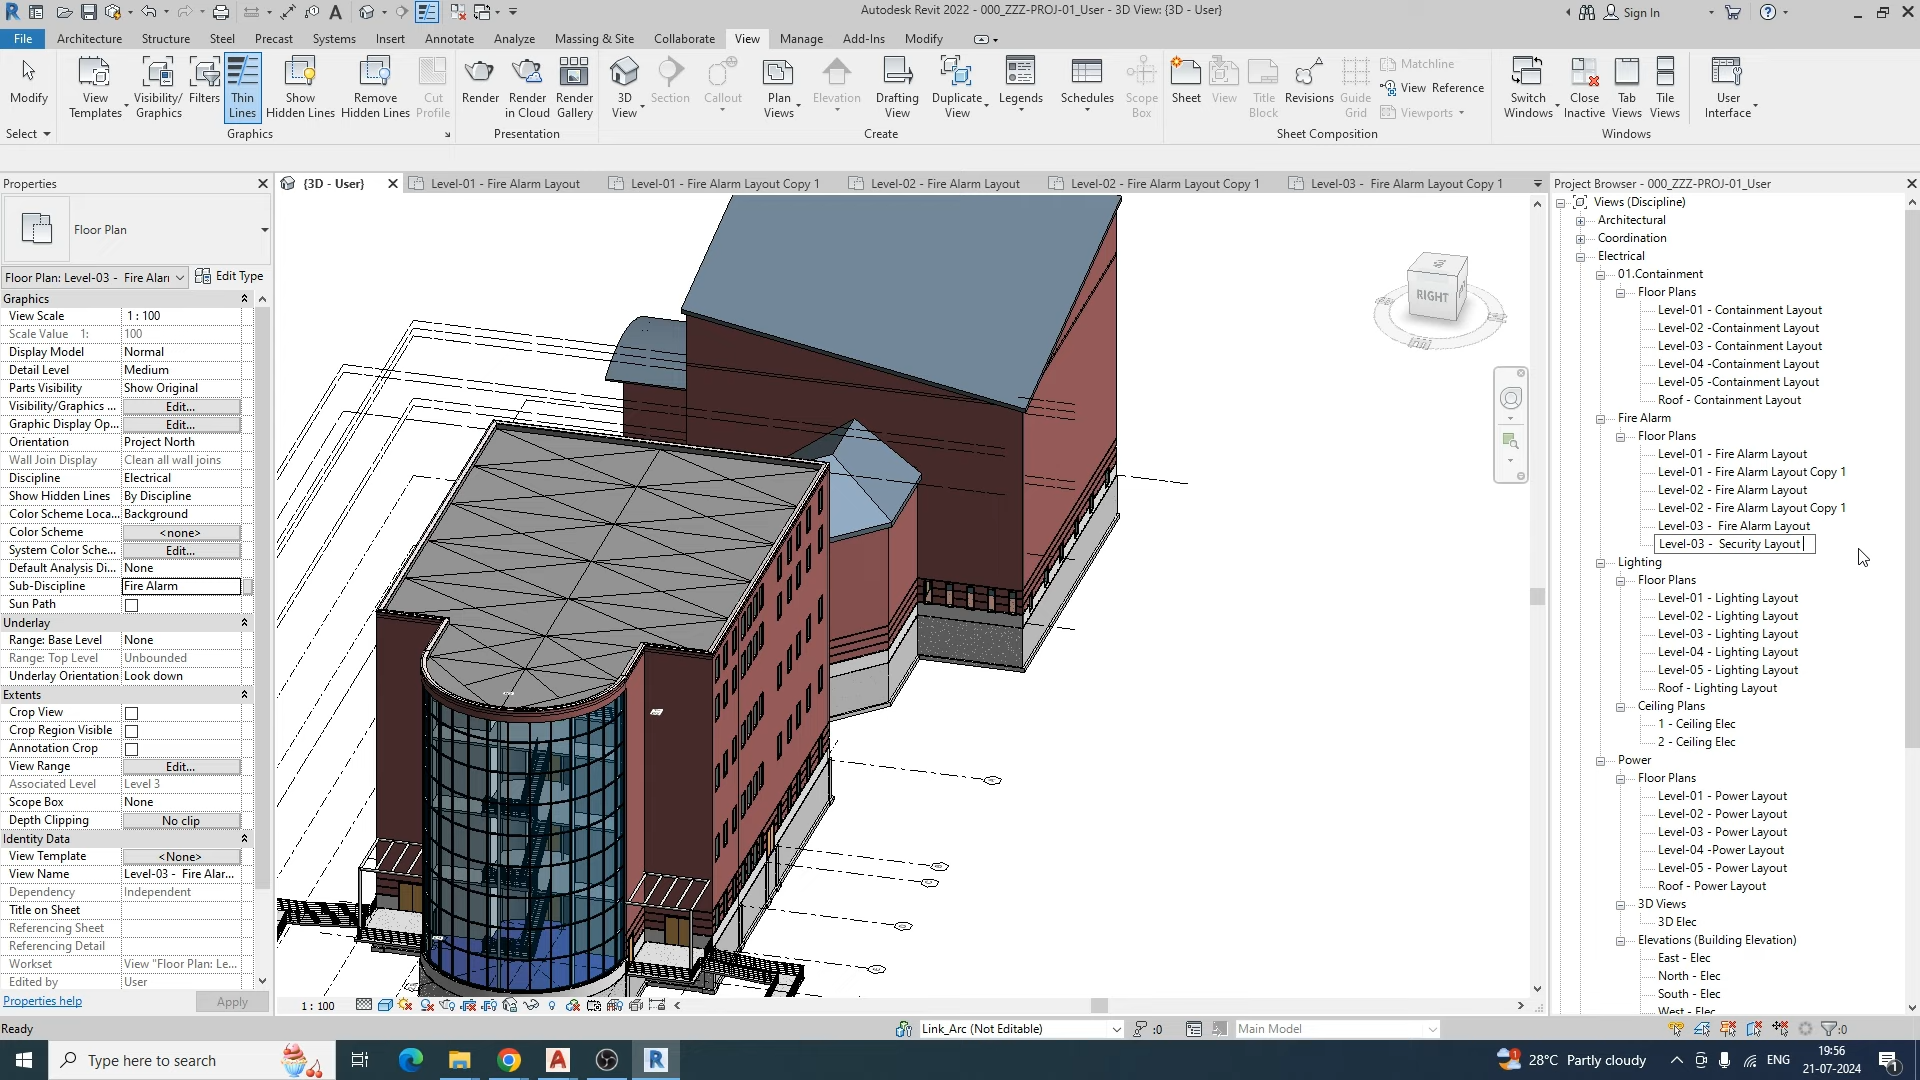 Autodesk Revit 2022 - 000_ZZZ-PROJ-01_User - 3D View: {3D - User}
Sign In
File Architecture Structure Steel Precast Systems Insert Annotate Analyze Massing & Site Collaborate View Manage Add-Ins Modify
Modify
View Templates
Visibility/ Graphics
Filters
Thin Lines
Show Hidden Lines
Remove Hidden Lines
Cut Profile
Render
Render in Cloud
Render Gallery
3D View
Section
Callout
Plan Views
Elevation
Drafting View
Duplicate View
Legends
Schedules
Scope Box
Sheet
View
Title Block
Revisions
Guide Grid
Matchline
View Reference
Viewports
Switch Windows
Close Inactive
Tab Views
Tile Views
User Interface
Select Graphics Presentation Create Sheet Composition Windows
Properties
{3D - User} Level-01 - Fire Alarm Layout Level-01 - Fire Alarm Layout Copy 1 Level-02 - Fire Alarm Layout Level-02 - Fire Alarm Layout Copy 1 Level-03 - Fire Alarm Layout Copy 1
Floor Plan
Floor Plan: Level-03 - Fire Aları Edit Type
Graphics
View Scale 1 : 100
Scale Value 1: 100
Display Model Normal
Detail Level Medium
Parts Visibility Show Original
Visibility/Graphics ... Edit...
Graphic Display Op... Edit...
Orientation Project North
Wall Join Display Clean all wall joins
Discipline Electrical
Show Hidden Lines By Discipline
Color Scheme Loca... Background
Color Scheme <none>
System Color Sche... Edit...
Default Analysis Di... None
Sub-Discipline Fire Alarm
Sun Path
Underlay
Range: Base Level None
Range: Top Level Unbounded
Underlay Orientation Look down
Extents
Crop View
Crop Region Visible
Annotation Crop
View Range Edit...
Associated Level Level 3
Scope Box None
Depth Clipping No clip
Identity Data
View Template <None>
View Name Level-03 - Fire Alar...
Dependency Independent
Title on Sheet
Referencing Sheet
Referencing Detail
Workset View "Floor Plan: Le...
Edited by User
Properties help Apply
RIGHT
1 : 100
Project Browser - 000_ZZZ-PROJ-01_User
Views (Discipline)
Architectural
Coordination
Electrical
01.Containment
Floor Plans
Level-01 - Containment Layout
Level-02 -Containment Layout
Level-03 - Containment Layout
Level-04 -Containment Layout
Level-05 -Containment Layout
Roof - Containment Layout
Fire Alarm
Floor Plans
Level-01 - Fire Alarm Layout
Level-01 - Fire Alarm Layout Copy 1
Level-02 - Fire Alarm Layout
Level-02 - Fire Alarm Layout Copy 1
Level-03 - Fire Alarm Layout
Level-03 - Security Layout
Lighting
Floor Plans
Level-01 - Lighting Layout
Level-02 - Lighting Layout
Level-03 - Lighting Layout
Level-04 - Lighting Layout
Level-05 - Lighting Layout
Roof - Lighting Layout
Ceiling Plans
1 - Ceiling Elec
2 - Ceiling Elec
Power
Floor Plans
Level-01 - Power Layout
Level-02 - Power Layout
Level-03 - Power Layout
Level-04 -Power Layout
Level-05 - Power Layout
Roof - Power Layout
3D Views
3D Elec
Elevations (Building Elevation)
East - Elec
North - Elec
South - Elec
West - Elec
Ready Link_Arc (Not Editable) :0 Main Model :0
Type here to search 28°C Partly cloudy ENG 19:56
21-07-2024
1